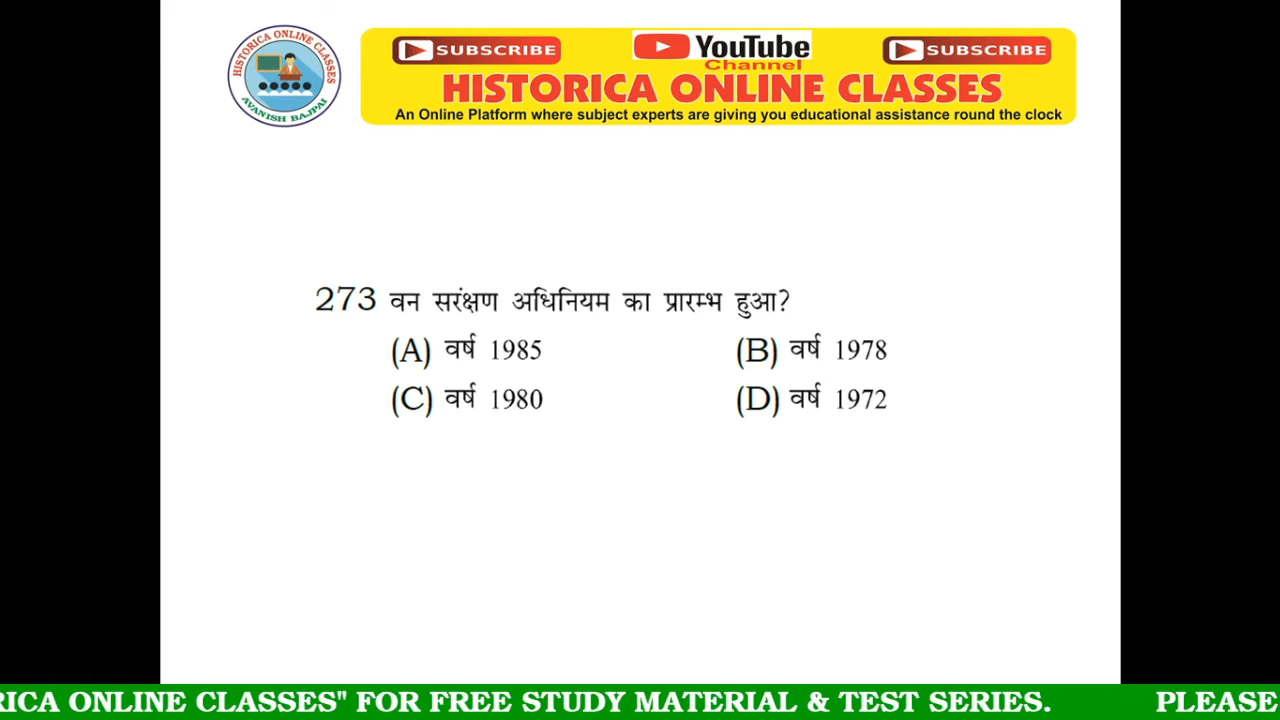 HISTORICA ONLINE CLASSES
AVANISH BAJPAI
SUBSCRIBE
YouTube
SUBSCRIBE
Channel
HISTORICA ONLINE CLASSES
An Online Platform where subject experts are giving you educational assistance round the clock
273 वन सरंक्षण अधिनियम का प्रारम्भ हुआ?
(A) वर्ष 1985 (B) वर्ष 1978
(C) वर्ष 1980 (D) वर्ष 1972
RICA ONLINE CLASSES" FOR FREE STUDY MATERIAL & TEST SERIES. PLEASE